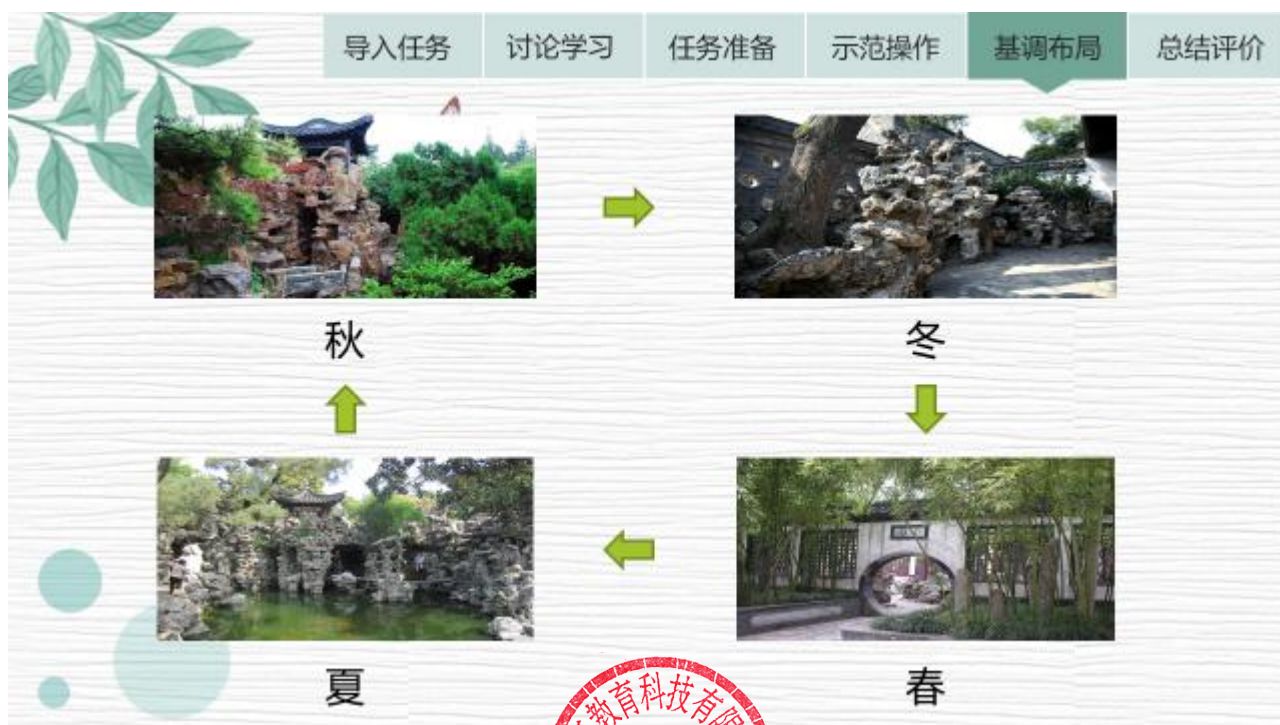 导入任务 讨论学习 任务准备 示范操作 基调布局 总结评价
秋 冬
夏 春
教育科技有限